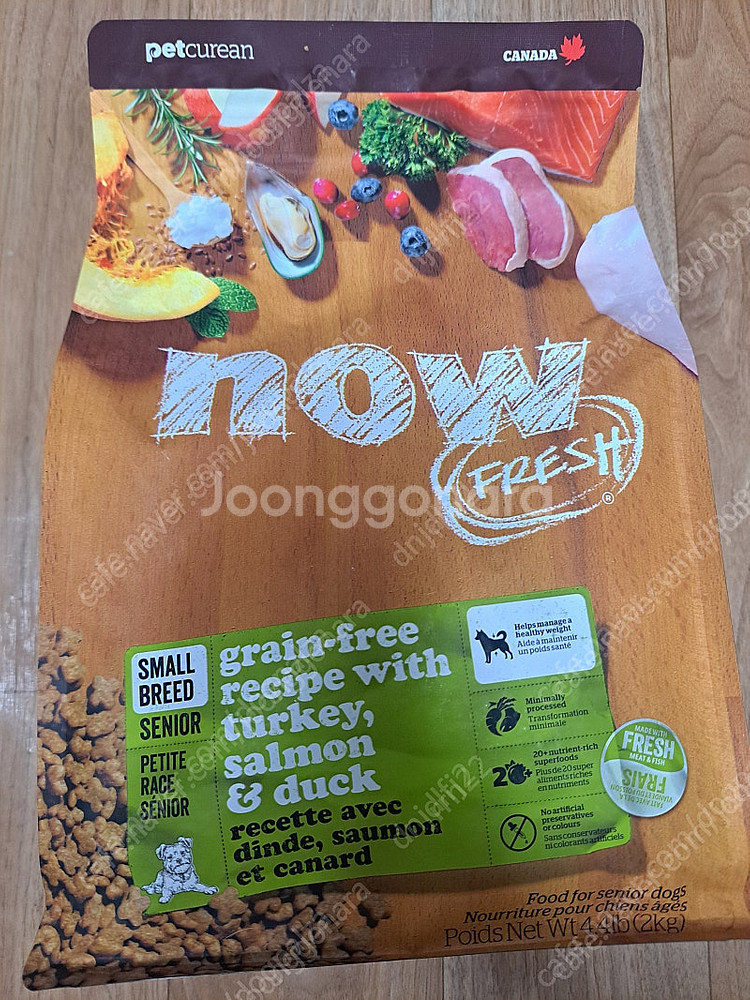 petcurean
CANADA
now
FRESH
®
Joonggonara
SMALL
BREED
SENIOR
PETITE
RACE
SÉNIOR
grain-free
recipe with
turkey,
salmon
& duck
recette avec
dinde, saumon
et canard
Helps manage a
healthy weight
Aide à maintenir
un poids santé
Minimally
processed
Transformation
minimale
20+
20+ nutrient-rich
superfoods
Plus de 20 super
aliments riches
en nutriments
No artificial
preservatives
or colours
Sans conservateurs
ni colorants artificiels
MADE WITH
FRESH
MEAT & FISH
FRAIS
Food for senior dogs
Nourriture pour chiens âgés
Poids Net Wt 4.4lb (2kg)